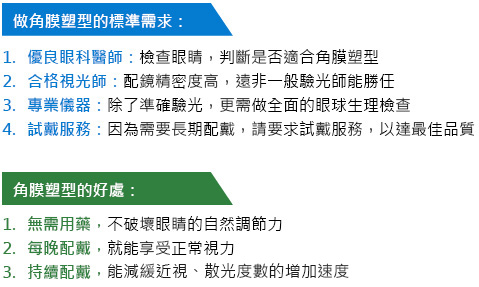 做角膜塑型的標準需求：
1. 優良眼科醫師：檢查眼睛，判斷是否適合角膜塑型
2. 合格視光師：配鏡精密度高，遠非一般驗光師能勝任
3. 專業儀器：除了準確驗光，更需做全面的眼球生理檢查
4. 試戴服務：因為需要長期配戴，請要求試戴服務，以達最佳品質
角膜塑型的好處：
1. 無需用藥，不破壞眼睛的自然調節力
2. 每晚配戴，就能享受正常視力
3. 持續配戴，能減緩近視、散光度數的增加速度